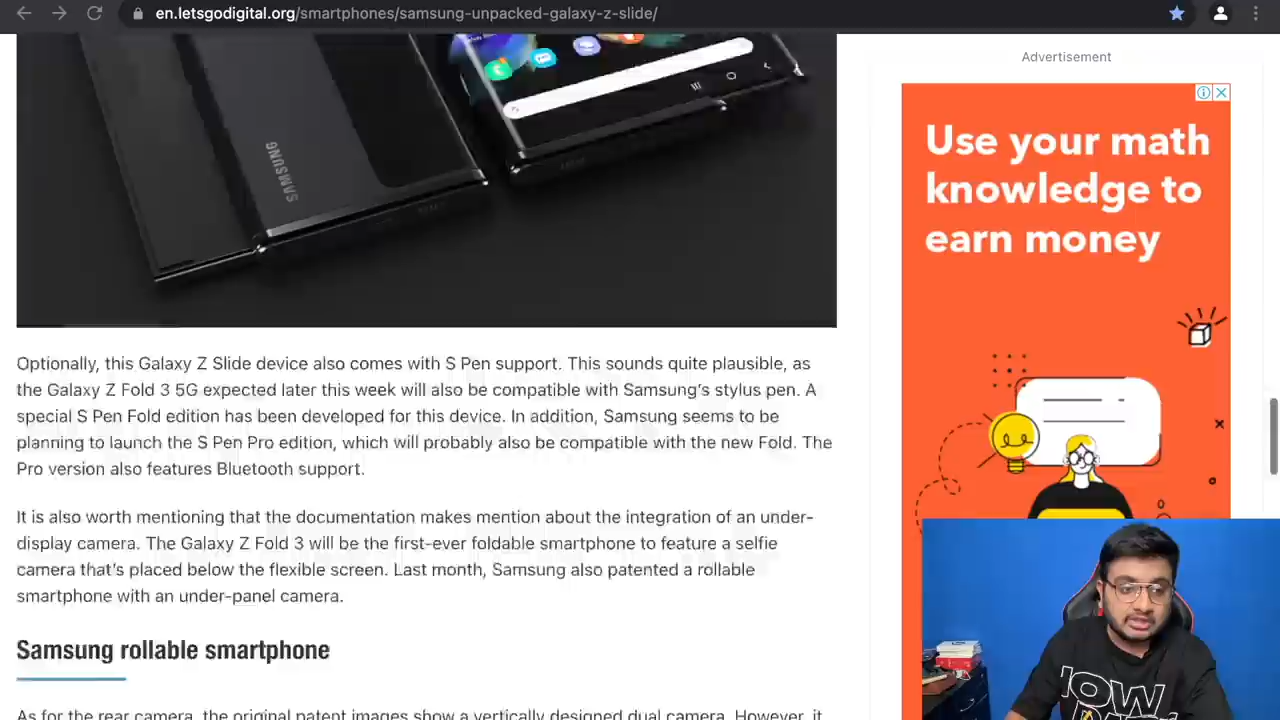 en.letsgodigital.org/smartphones/samsung-unpacked-galaxy-z-slide/
SAMSUNG
Optionally, this Galaxy Z Slide device also comes with S Pen support. This sounds quite plausible, as
the Galaxy Z Fold 3 5G expected later this week will also be compatible with Samsung's stylus pen. A
special S Pen Fold edition has been developed for this device. In addition, Samsung seems to be
planning to launch the S Pen Pro edition, which will probably also be compatible with the new Fold. The
Pro version also features Bluetooth support.
It is also worth mentioning that the documentation makes mention about the integration of an under-
display camera. The Galaxy Z Fold 3 will be the first-ever foldable smartphone to feature a selfie
camera that's placed below the flexible screen. Last month, Samsung also patented a rollable
smartphone with an under-panel camera.
Samsung rollable smartphone
As for the rear camera, the original patent images show a vertically designed dual camera. However, it
Advertisement
Use your math
knowledge to
earn money